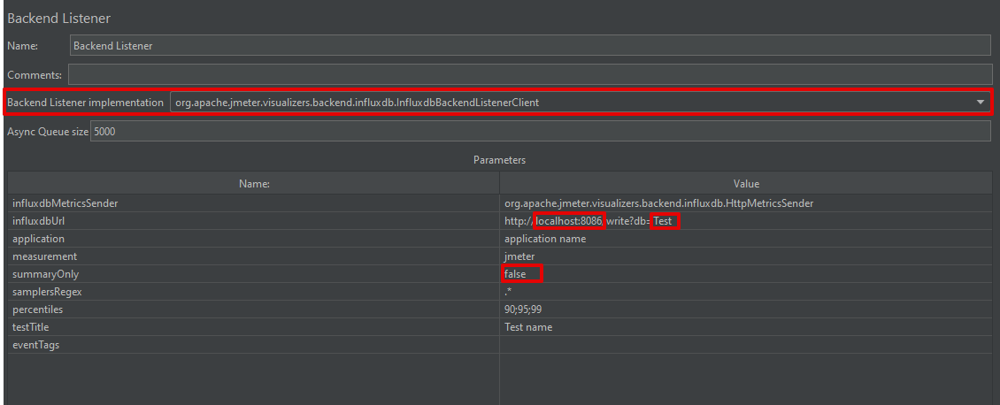 Backend Listener
Name: Backend Listener
Comments:
Backend Listener implementation org.apache.jmeter.visualizers.backend.influxdb.InfluxdbBackendListenerClient
Async Queue size 5000
Parameters
Name: Value
influxdbMetricsSender org.apache.jmeter.visualizers.backend.influxdb.HttpMetricsSender
influxdbUrl http://localhost:8086/write?db=Test
application application name
measurement jmeter
summaryOnly false
samplersRegex .*
percentiles 90;95;99
testTitle Test name
eventTags